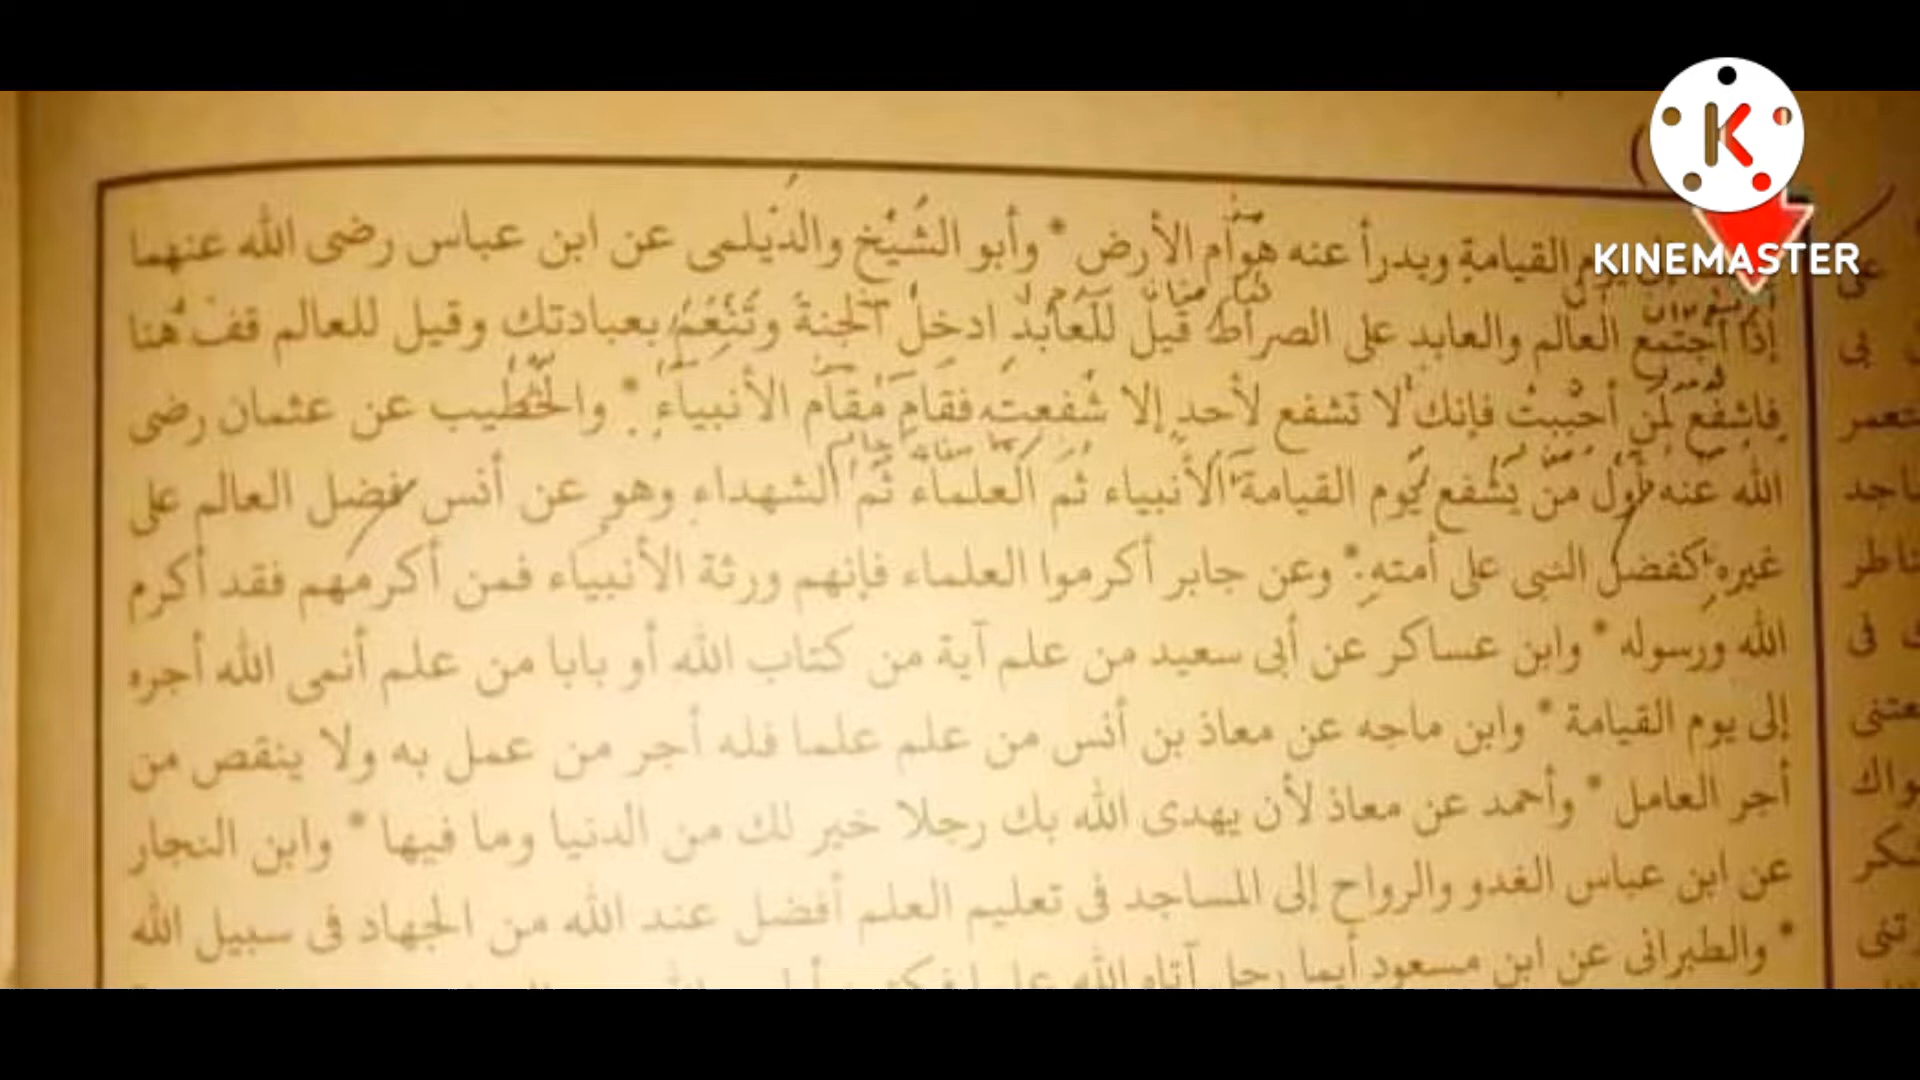 KINEMASTER
القيامة ويدرأ عنه هوام الأرض * وأبو الشيخ والديلمى عن ابن عباس رضى الله عنهما
إذا اجتمع العالم والعابد على الصراط قيل للعابد ادخل الجنة وتنعم بعبادتك وقيل للعالم قف هنا
فاشفع لمن أحببت فإنك لا تشفع لأحد إلا شفعت فقام مقام الأنبياء * والخطيب عن عثمان رضى
الله عنه أول من يشفع يوم القيامة الأنبياء ثم العلماء ثم الشهداء وهو عن أنس فضل العالم على
غيره كفضل النبى على أمته * وعن جابر أكرموا العلماء فإنهم ورثة الأنبياء فمن أكرمهم فقد أكرم
الله ورسوله * وابن عساكر عن أبى سعيد من علم آية من كتاب الله أو بابا من علم أنمى الله أجره
إلى يوم القيامة * وابن ماجه عن معاذ بن أنس من علم علما فله أجر من عمل به ولا ينقص من
أجر العامل * وأحمد عن معاذ لأن يهدى الله بك رجلا خير لك من الدنيا وما فيها * وابن النجار
عن ابن عباس الغدو والرواح إلى المساجد فى تعليم العلم أفضل عند الله من الجهاد فى سبيل الله
* والطبرانى عن ابن مسعود أيما رجل آتاه الله